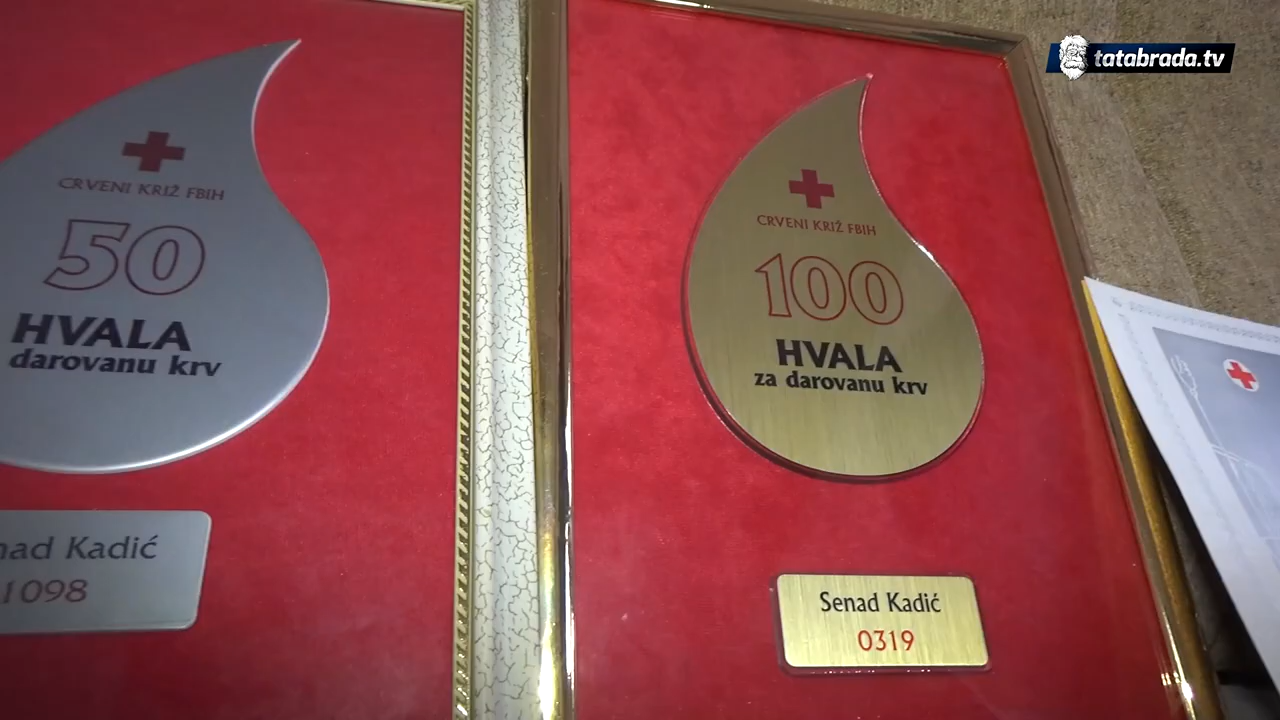 tatabrada.tv
CRVENI KRIŽ FBIH
50
HVALA
darovanu krv
nad Kadić
1098
CRVENI KRIŽ FBIH
100
HVALA
za darovanu krv
Senad Kadić
0319